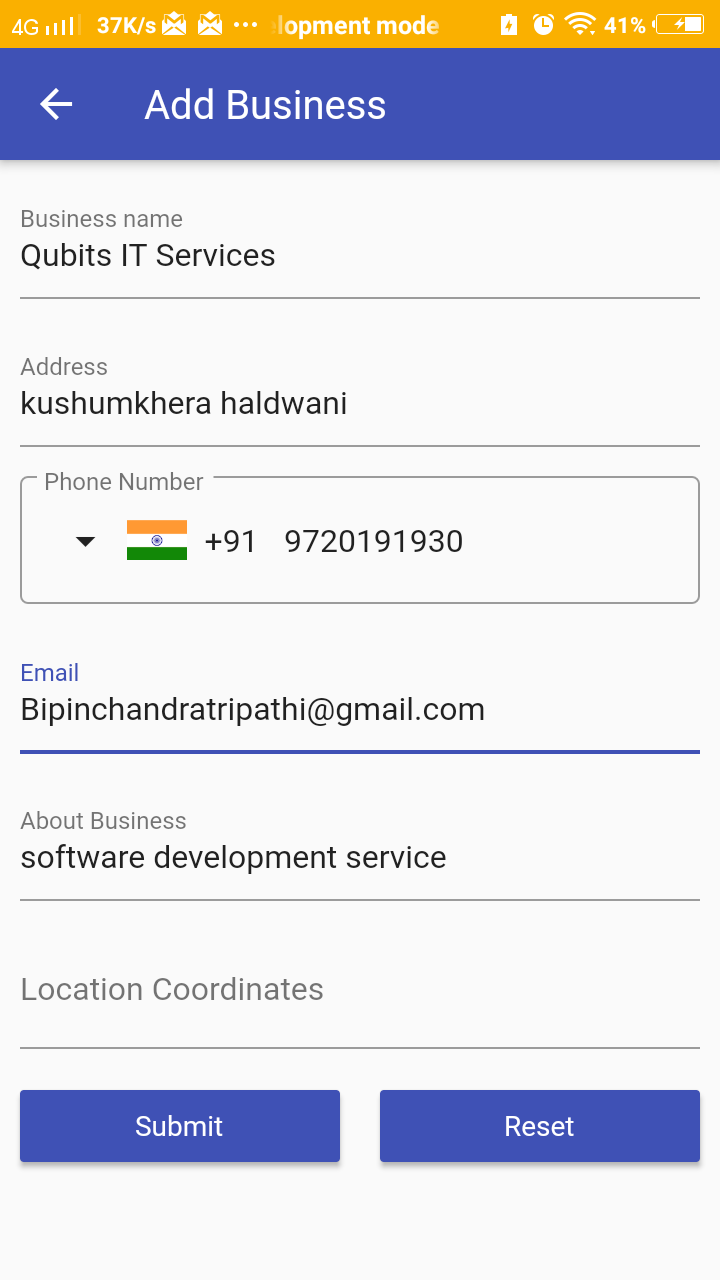 4G 37K/s ... lopment mode 41%
Add Business
Business name
Qubits IT Services
Address
kushumkhera haldwani
Phone Number
+91 9720191930
Email
Bipinchandratripathi@gmail.com
About Business
software development service
Location Coordinates
Submit Reset